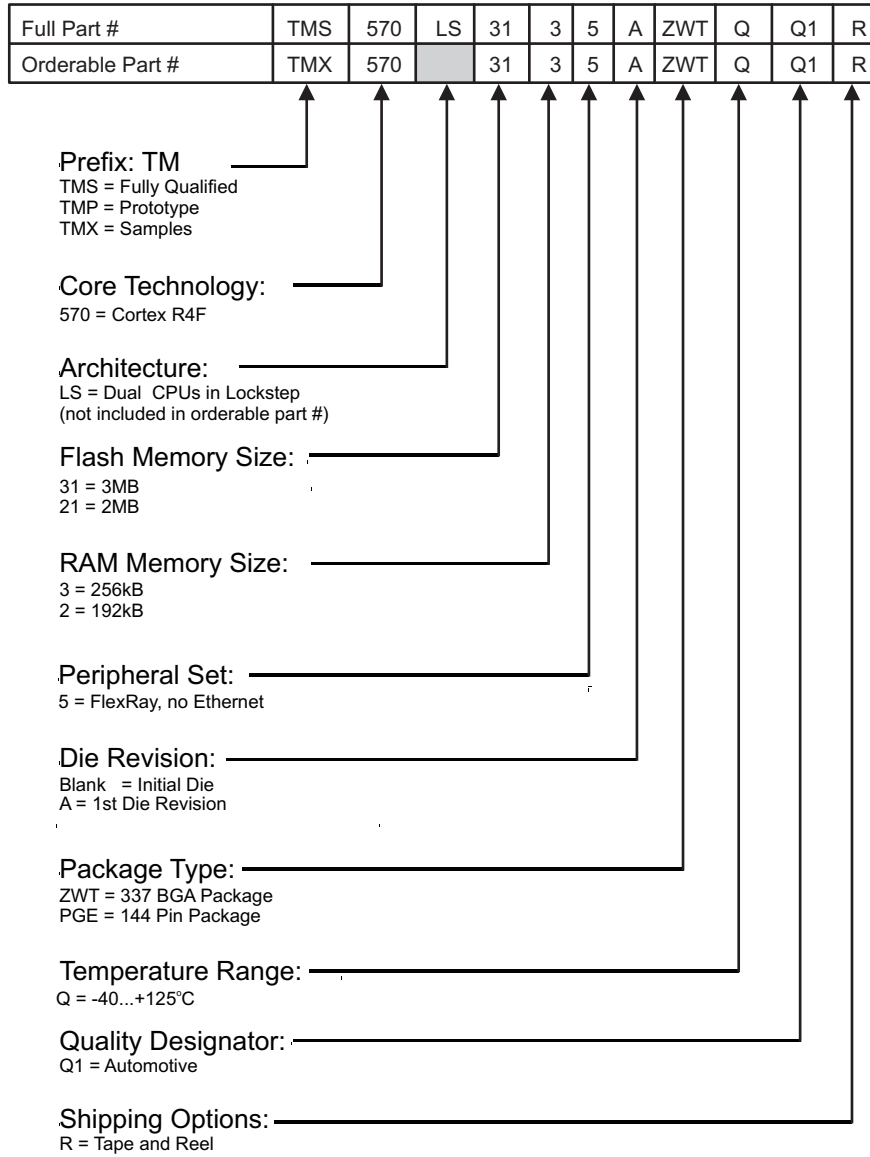 Full Part # TMS 570 LS 31 3 5 A ZWT Q Q1 R
Orderable Part # TMX 570 31 3 5 A ZWT Q Q1 R
Prefix: TM
TMS = Fully Qualified
TMP = Prototype
TMX = Samples
Core Technology:
570 = Cortex R4F
Architecture:
LS = Dual CPUs in Lockstep
(not included in orderable part #)
Flash Memory Size:
31 = 3MB
21 = 2MB
RAM Memory Size:
3 = 256kB
2 = 192kB
Peripheral Set:
5 = FlexRay, no Ethernet
Die Revision:
Blank = Initial Die
A = 1st Die Revision
Package Type:
ZWT = 337 BGA Package
PGE = 144 Pin Package
Temperature Range:
Q = -40...+125°C
Quality Designator:
Q1 = Automotive
Shipping Options:
R = Tape and Reel